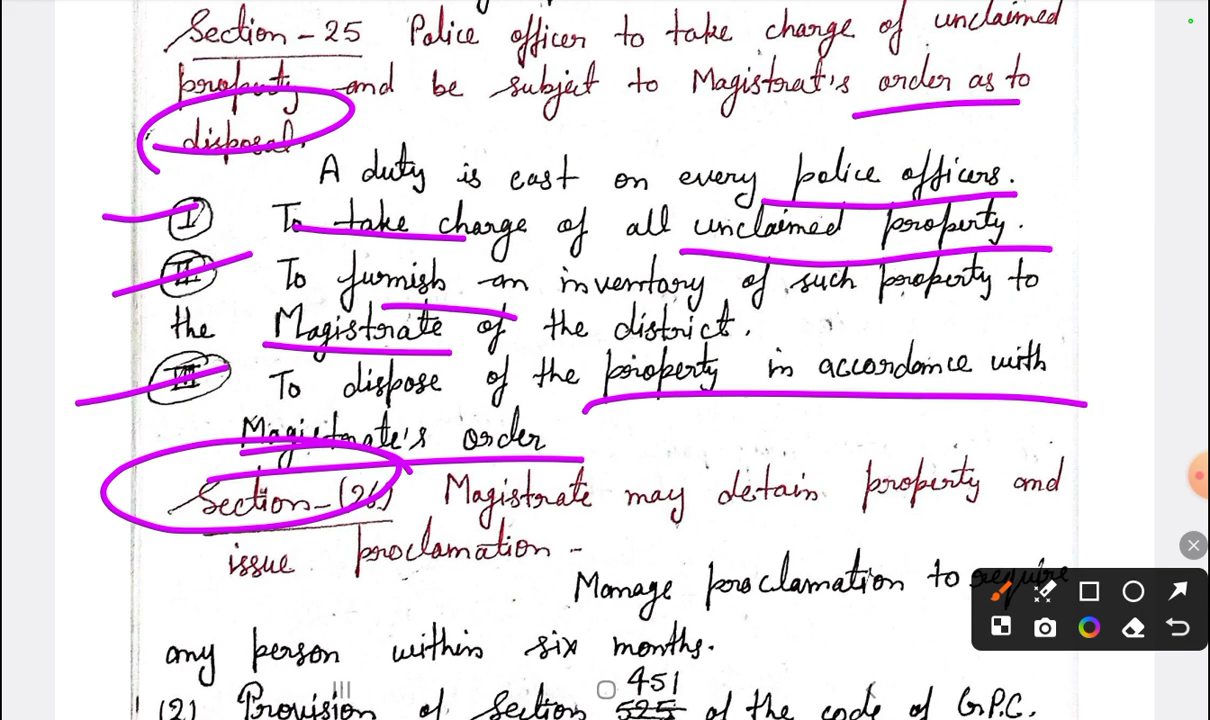 Section - 25 Police officer to take charge of unclaimed
property and be subject to Magistrat's order as to
disposal.
A duty is cast on every police officers.
I To take charge of all unclaimed property.
II To furnish an inventory of such property to
the Magistrate of the district.
III To dispose of the property in accordance with
Magistrate's order
Section - (26) Magistrate may detain property and
issue proclamation -
Manage proclamation to require
any person within six months.
451
(2) Provision of Section 525 of the code of Cr.P.C.